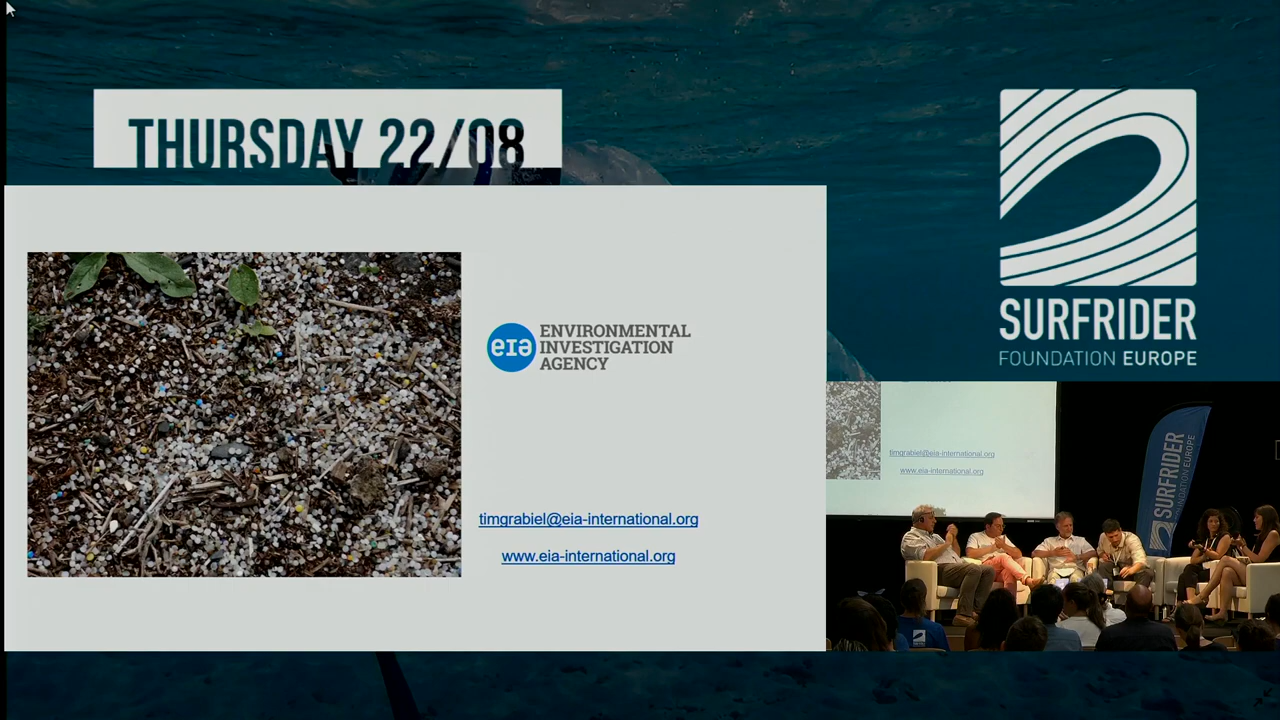 THURSDAY 22/08
SURFRIDER
FOUNDATION EUROPE
eia
ENVIRONMENTAL
INVESTIGATION
AGENCY
timgrabiel@eia-international.org
www.eia-international.org
timgrabiel@eia-international.org
www.eia-international.org
SURFRIDER
FOUNDATION EUROPE